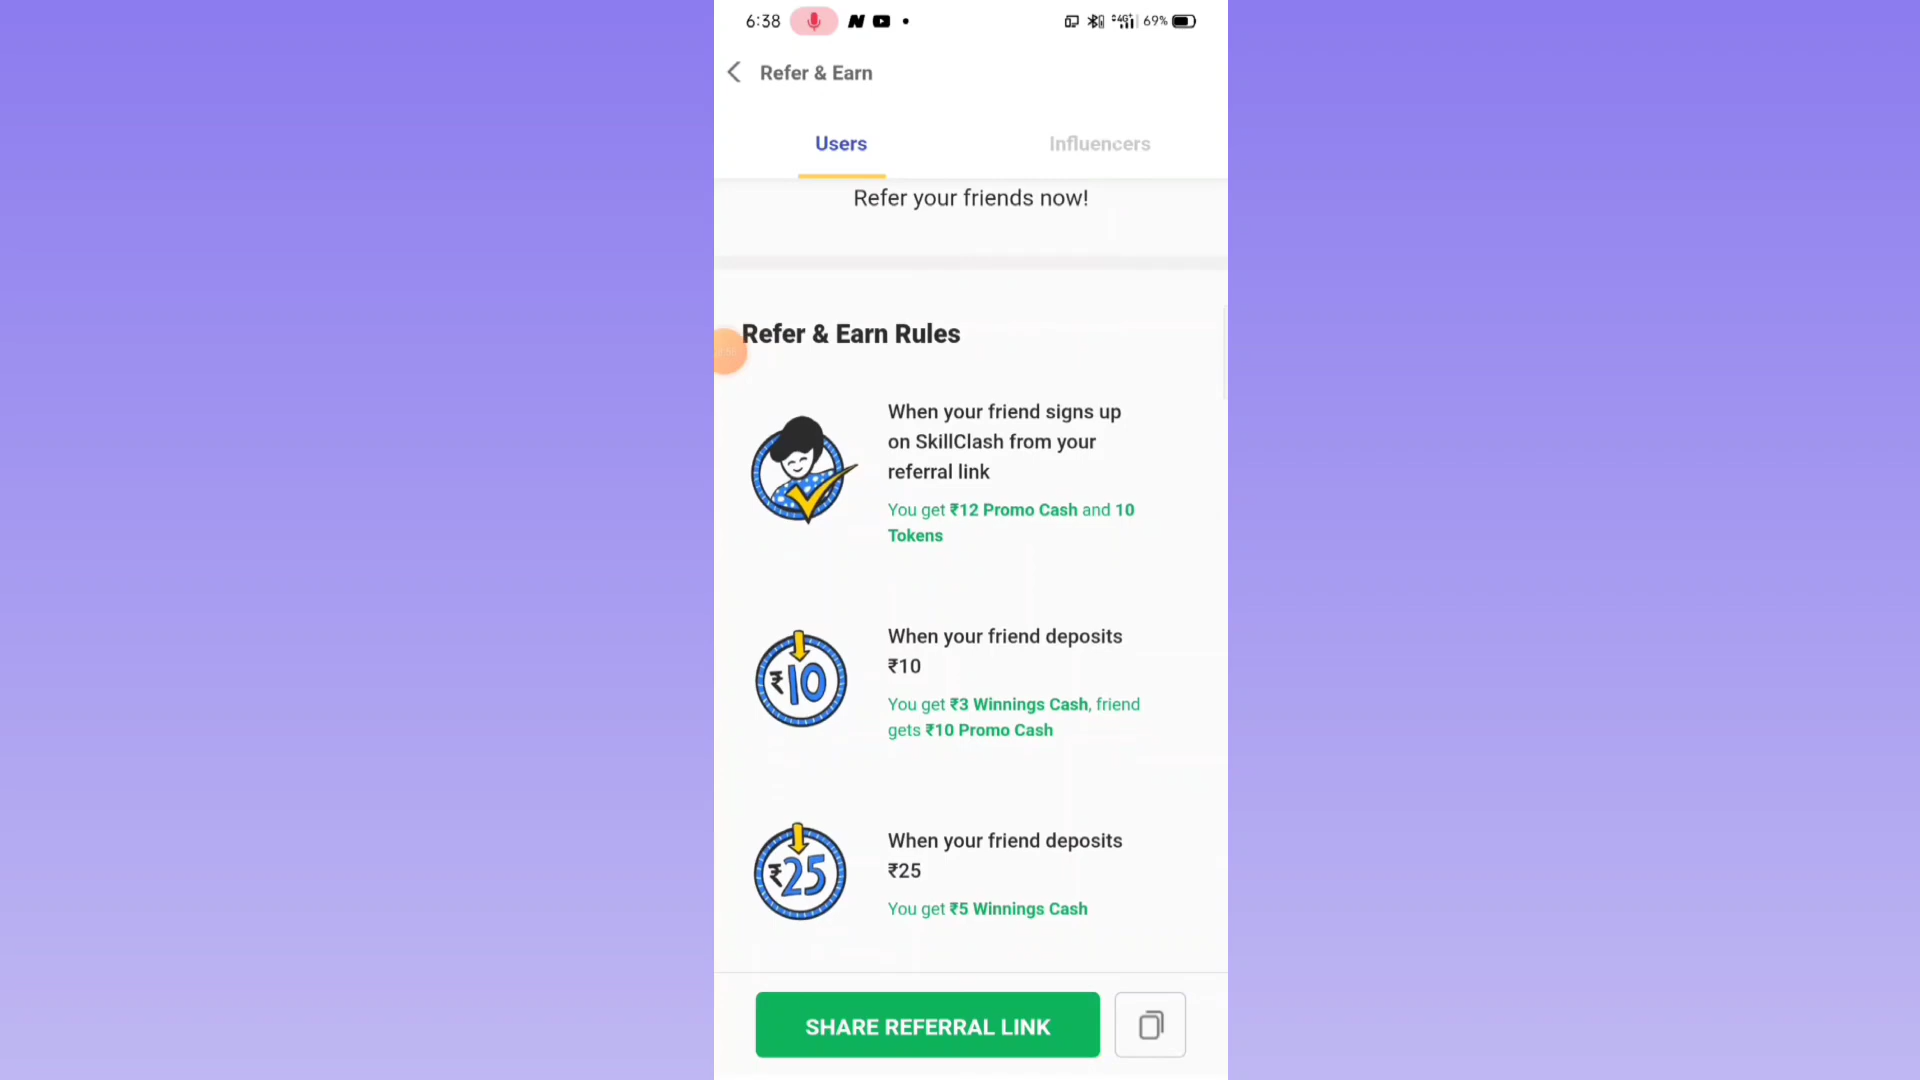 6:38
4G+ 69%
Refer & Earn
Users
Influencers
Refer your friends now!
Refer & Earn Rules
When your friend signs up
on SkillClash from your
referral link
You get ₹12 Promo Cash and 10
Tokens
₹10
When your friend deposits
₹10
You get ₹3 Winnings Cash, friend
gets ₹10 Promo Cash
₹25
When your friend deposits
₹25
You get ₹5 Winnings Cash
SHARE REFERRAL LINK